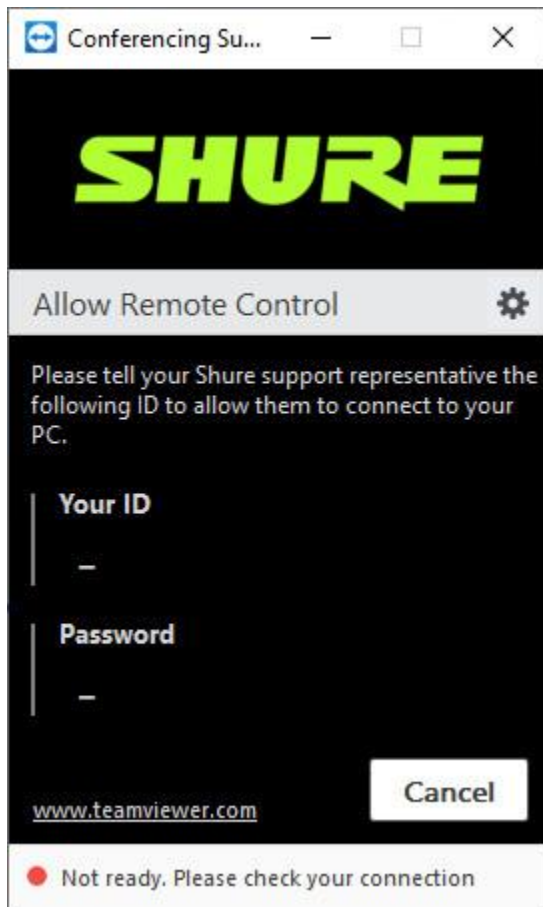 Conferencing Su...
SHURE
Allow Remote Control
Please tell your Shure support representative the
following ID to allow them to connect to your
PC.
Your ID
–
Password
–
www.teamviewer.com
Cancel
Not ready. Please check your connection